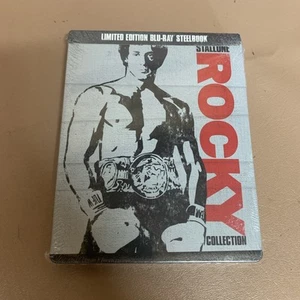 LIMITED EDITION BLU-RAY STEELBOOK
STALLONE
ROCKY
COLLECTION